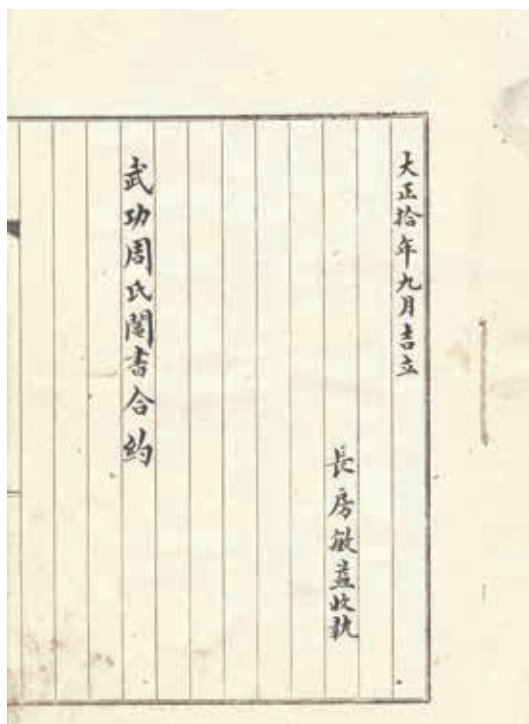 大正拾年九月吉立
長房敏益收執
武功周氏鬮書合約